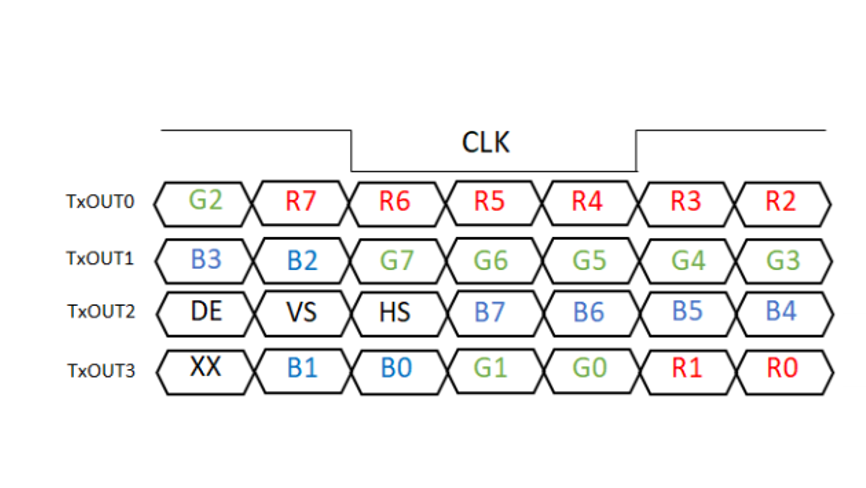 CLK
TxOUT0 G2 R7 R6 R5 R4 R3 R2
TxOUT1 B3 B2 G7 G6 G5 G4 G3
TxOUT2 DE VS HS B7 B6 B5 B4
TxOUT3 XX B1 B0 G1 G0 R1 R0